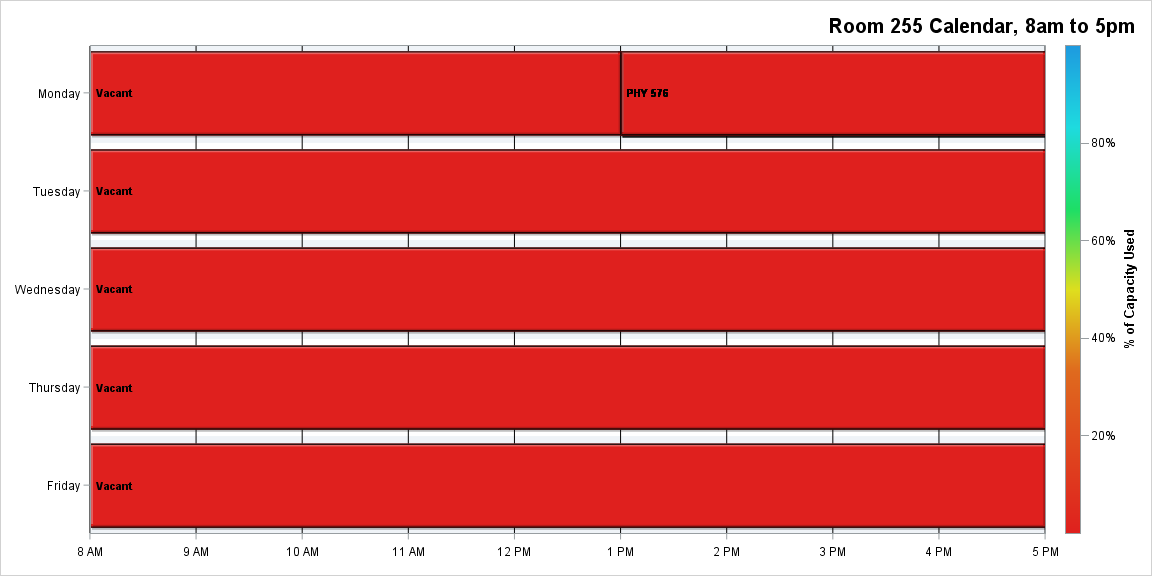 Room 255 Calendar, 8am to 5pm
Monday
Vacant
PHY 576
Tuesday
Vacant
Wednesday
Vacant
Thursday
Vacant
Friday
Vacant
8 AM 9 AM 10 AM 11 AM 12 PM 1 PM 2 PM 3 PM 4 PM 5 PM
80%
60%
40%
20%
% of Capacity Used